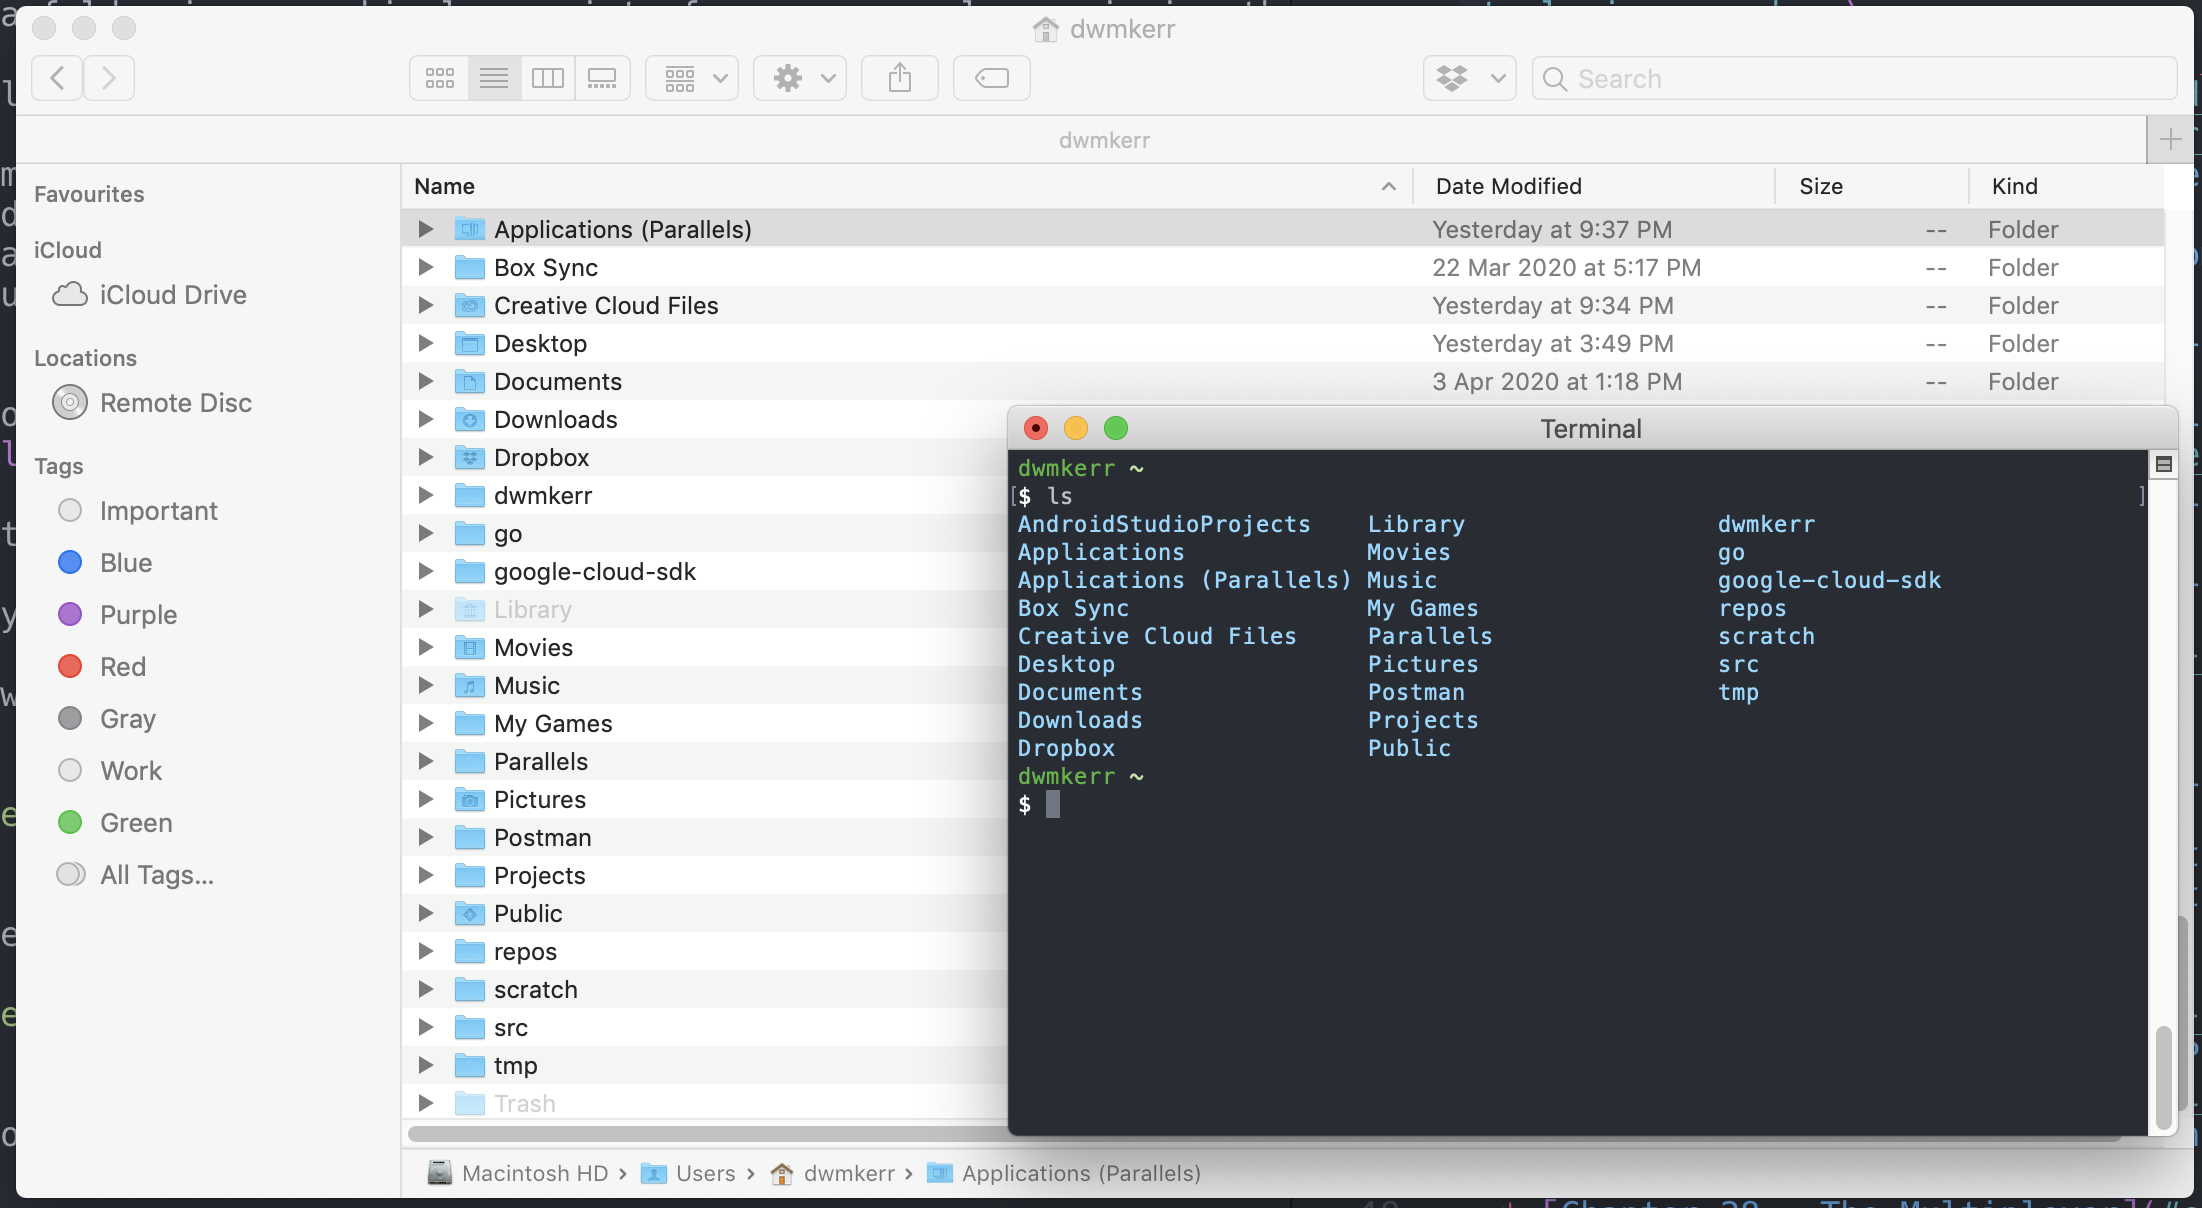 dwmkerr
Search
dwmkerr
Favourites
iCloud
iCloud Drive
Locations
Remote Disc
Tags
Important
Blue
Purple
Red
Gray
Work
Green
All Tags...
Name Date Modified Size Kind
Applications (Parallels) Yesterday at 9:37 PM -- Folder
Box Sync 22 Mar 2020 at 5:17 PM -- Folder
Creative Cloud Files Yesterday at 9:34 PM -- Folder
Desktop Yesterday at 3:49 PM -- Folder
Documents 3 Apr 2020 at 1:18 PM -- Folder
Downloads
Dropbox
dwmkerr
go
google-cloud-sdk
Library
Movies
Music
My Games
Parallels
Pictures
Postman
Projects
Public
repos
scratch
src
tmp
Trash
Macintosh HD › Users › dwmkerr › Applications (Parallels)
Terminal
dwmkerr ~
[$ ls ]
AndroidStudioProjects Library dwmkerr
Applications Movies go
Applications (Parallels) Music google-cloud-sdk
Box Sync My Games repos
Creative Cloud Files Parallels scratch
Desktop Pictures src
Documents Postman tmp
Downloads Projects
Dropbox Public
dwmkerr ~
$